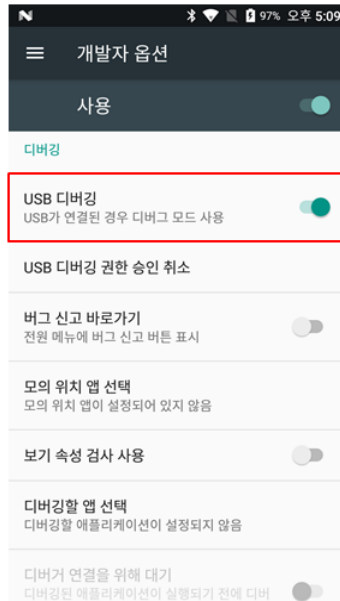 97% 오후 5:09
개발자 옵션
사용
디버깅
USB 디버깅
USB가 연결된 경우 디버그 모드 사용
USB 디버깅 권한 승인 취소
버그 신고 바로가기
전원 메뉴에 버그 신고 버튼 표시
모의 위치 앱 선택
모의 위치 앱이 설정되어 있지 않음
보기 속성 검사 사용
디버깅할 앱 선택
디버깅할 애플리케이션이 설정되지 않음
디버거 연결을 위해 대기
디버깅된 애플리케이션이 실행되기 전에 디버